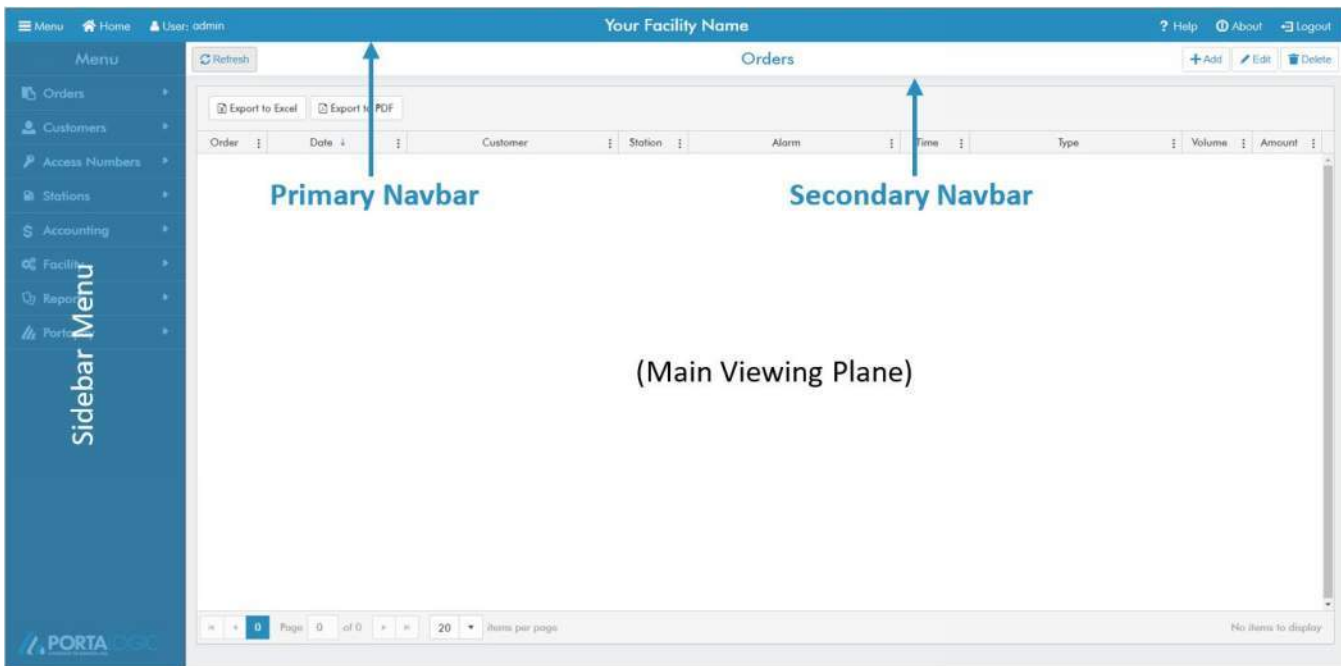 Menu Home User: admin Your Facility Name ? Help About Logout
Menu Refresh Orders + Add Edit Delete
Orders
Customers
Access Numbers
Stations
$ Accounting
Facility
Sidebar Menu
Export to Excel Export to PDF
Order Date ↓ Customer Station Alarm Time Type Volume Amount
Primary Navbar Secondary Navbar
(Main Viewing Plane)
0 Page 0 of 0 20 items per page No items to display
PORTALOGIC